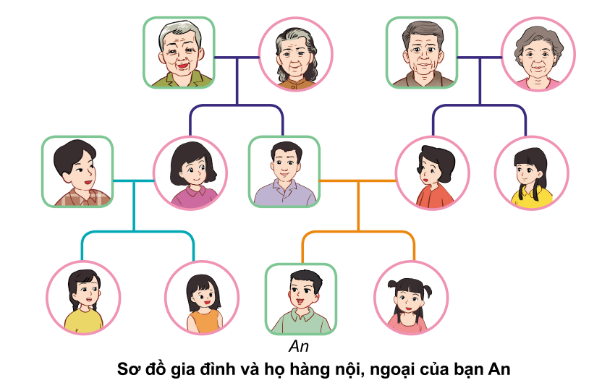 An
Sơ đồ gia đình và họ hàng nội, ngoại của bạn An